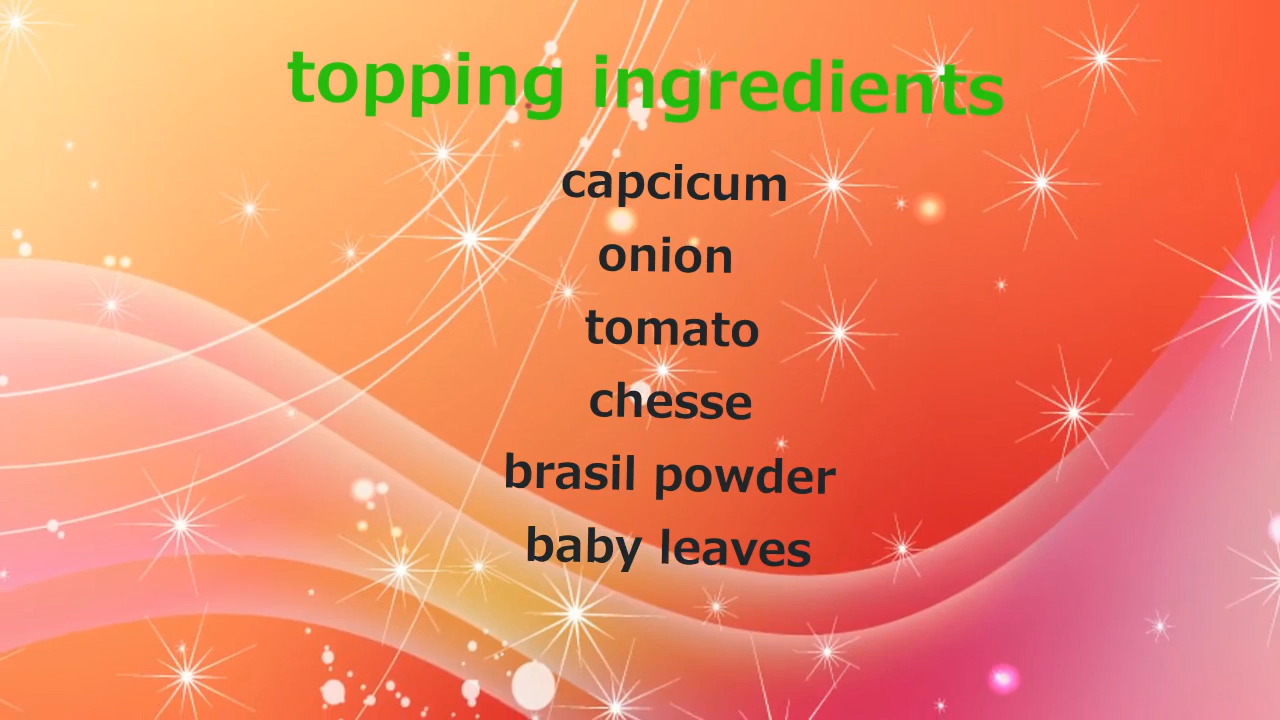 topping ingredients
capcicum
onion
tomato
chesse
brasil powder
baby leaves